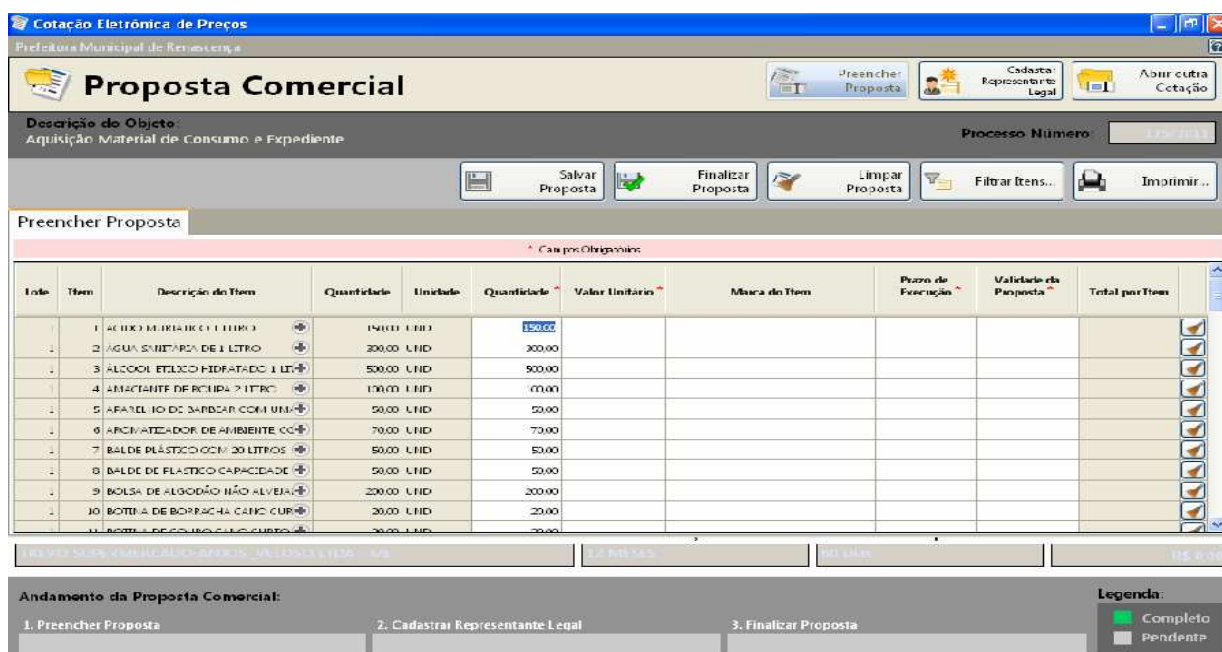 Cotação Eletrônica de Preços
Prefeitura Municipal de Renascença
Proposta Comercial
Preencher Proposta
Cadastrar Representante Legal
Abrir outra Cotação
Descrição do Objeto:
Aquisição Material de Consumo e Expediente
Processo Número:
Salvar Proposta
Finalizar Proposta
Limpar Proposta
Filtrar Itens...
Imprimir...
Preencher Proposta
* Campos Obrigatórios
Lote Item Descrição do Item Quantidade Unidade Quantidade * Valor Unitário * Marca do Item Prazo de Execução * Validade da Proposta * Total por Item
1 1 ACIDO MURIATICO 1 LITRO 150,00 UND 150,00
1 2 AGUA SANITÁRIA DE 1 LITRO 300,00 UND 300,00
1 3 ALCOOL ETILICO HIDRATADO 1 LIT 500,00 UND 500,00
1 4 AMACIANTE DE ROUPA 2 LITRO 100,00 UND 100,00
1 5 APARELHO DE BARBEAR COM UMA 50,00 UND 50,00
1 6 AROMATIZADOR DE AMBIENTE, CO 70,00 UND 70,00
1 7 BALDE PLÁSTICO COM 20 LITROS 50,00 UND 50,00
1 8 BALDE DE PLASTICO CAPACIDADE 50,00 UND 50,00
1 9 BOLSA DE ALGODÃO NÃO ALVEJA 200,00 UND 200,00
1 10 BOTINA DE BORRACHA CANO CUR 20,00 UND 20,00
12 MESES
R$ 0,00
Andamento da Proposta Comercial:
Legenda:
1. Preencher Proposta
2. Cadastrar Representante Legal
3. Finalizar Proposta
Completo
Pendente